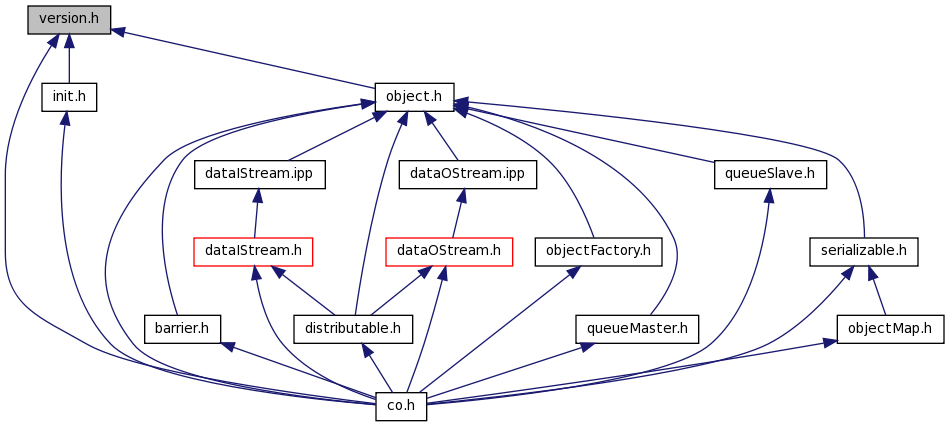 version.h
init.h
object.h
dataIStream.ipp
dataOStream.ipp
queueSlave.h
dataIStream.h
dataOStream.h
objectFactory.h
serializable.h
barrier.h
distributable.h
queueMaster.h
objectMap.h
co.h